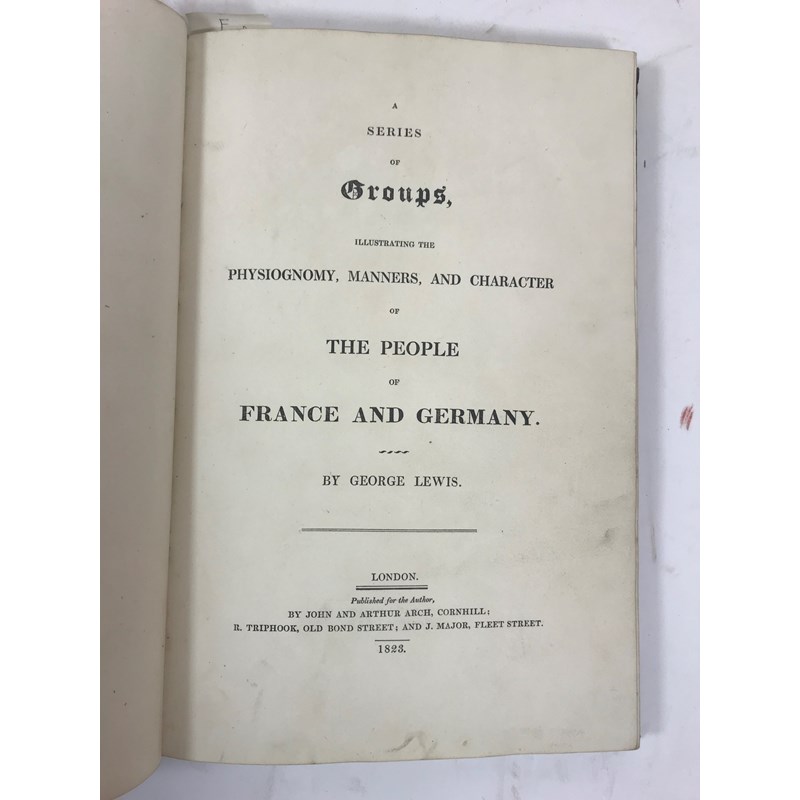 F
A
SERIES
OF
Groups,
ILLUSTRATING THE
PHYSIOGNOMY, MANNERS, AND CHARACTER
OF
THE PEOPLE
OF
FRANCE AND GERMANY.
BY GEORGE LEWIS.
LONDON.
Published for the Author,
BY JOHN AND ARTHUR ARCH, CORNHILL;
R. TRIPHOOK, OLD BOND STREET; AND J. MAJOR, FLEET STREET.
1823.